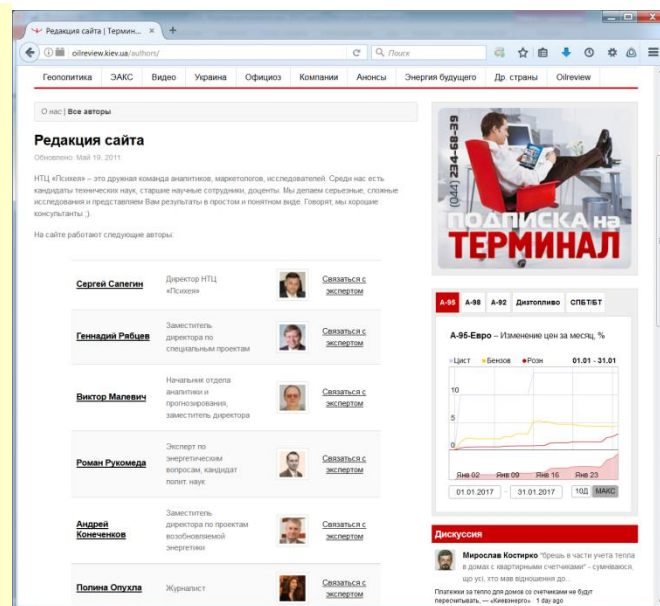 Редакция сайта | Термин...
oilreview.kiev.ua/authors/
Поиск
Геополитика ЭАКС Видео Украина Официоз Компании Анонсы Энергия будущего Др. страны Oilreview
О нас | Все авторы
Редакция сайта
Обновлено: Май 19, 2011
НТЦ «Психея» – это дружная команда аналитиков, маркетологов, исследователей. Среди нас есть
кандидаты технических наук, старшие научные сотрудники, доценты. Мы делаем серьезные, сложные
исследования и представляем Вам результаты в простом и понятном виде. Говорят, мы хорошие
консультанты ;).
На сайте работают следующие авторы:
Сергей Сапегин
Директор НТЦ
«Психея»
Связаться с
экспертом
Геннадий Рябцев
Заместитель
директора по
специальным проектам
Связаться с
экспертом
Виктор Малевич
Начальник отдела
аналитики и
прогнозирования,
заместитель директора
Связаться с
экспертом
Роман Рукомеда
Эксперт по
энергетическим
вопросам, кандидат
полит. наук
Связаться с
экспертом
Андрей
Конеченков
Заместитель
директора по проектам
возобновляемой
энергетики
Связаться с
экспертом
Полина Опухла
Журналист
Связаться с
экспертом
(044) 234-68-39
ПОДПИСКА на
ТЕРМИНАЛ
А-95 А-98 А-92 Дизтопливо СПБТ/БТ
А-95-Евро – Изменение цен за месяц, %
Цист Бензов Розн 01.01 - 31.01
10
5
0
Янв 02 Янв 09 Янв 16 Янв 23
01.01.2017 - 31.01.2017 10Д МАКС
Дискуссия
Мирослав Костирко "брешь в части учета тепла
в домах с квартирными счетчиками" - сумніваюся,
що усі, хто мав відношення до...
Платежки за тепло для домов со счетчиками не будут
пересчитывать, — «Киевэнерго» · 1 day ago